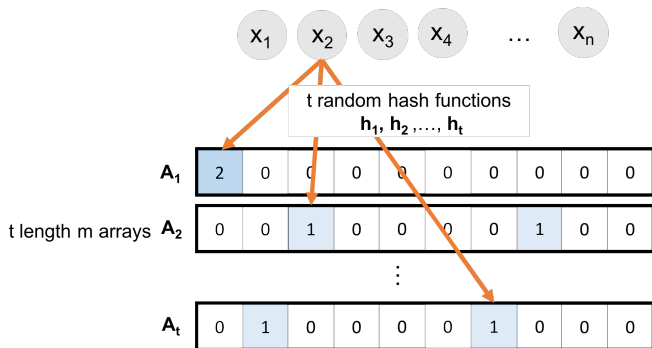 x₁ x₂ x₃ x₄ … xₙ
t random hash functions
h₁, h₂ ,…, hₜ
A₁ 2 0 0 0 0 0 0 0 0 0
t length m arrays A₂ 0 0 1 0 0 0 0 1 0 0
⋮
Aₜ 0 1 0 0 0 0 1 0 0 0